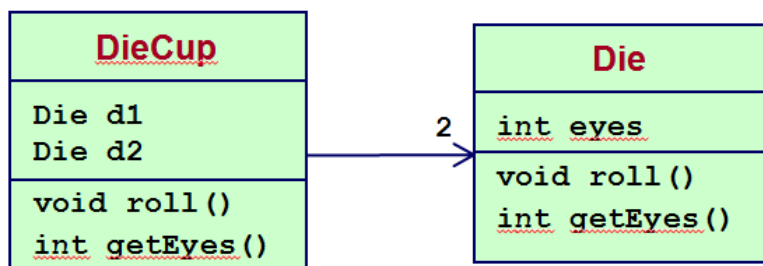 DieCup
Die d1
Die d2
void roll()
int getEyes()
2
Die
int eyes
void roll()
int getEyes()